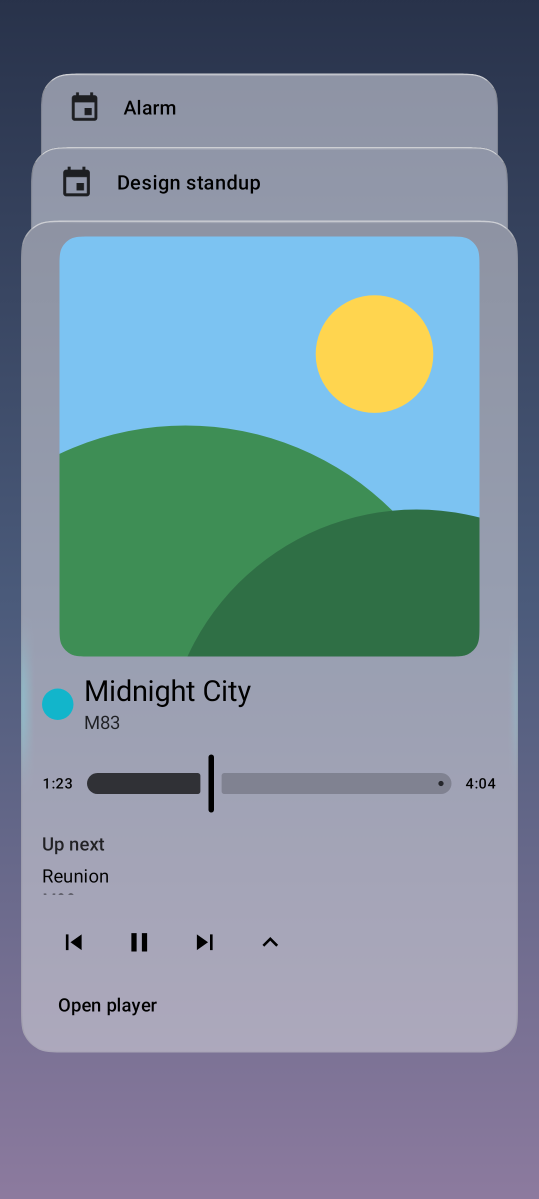 Alarm
Design standup
Midnight City
M83
1:23
4:04
Up next
Reunion
Open player